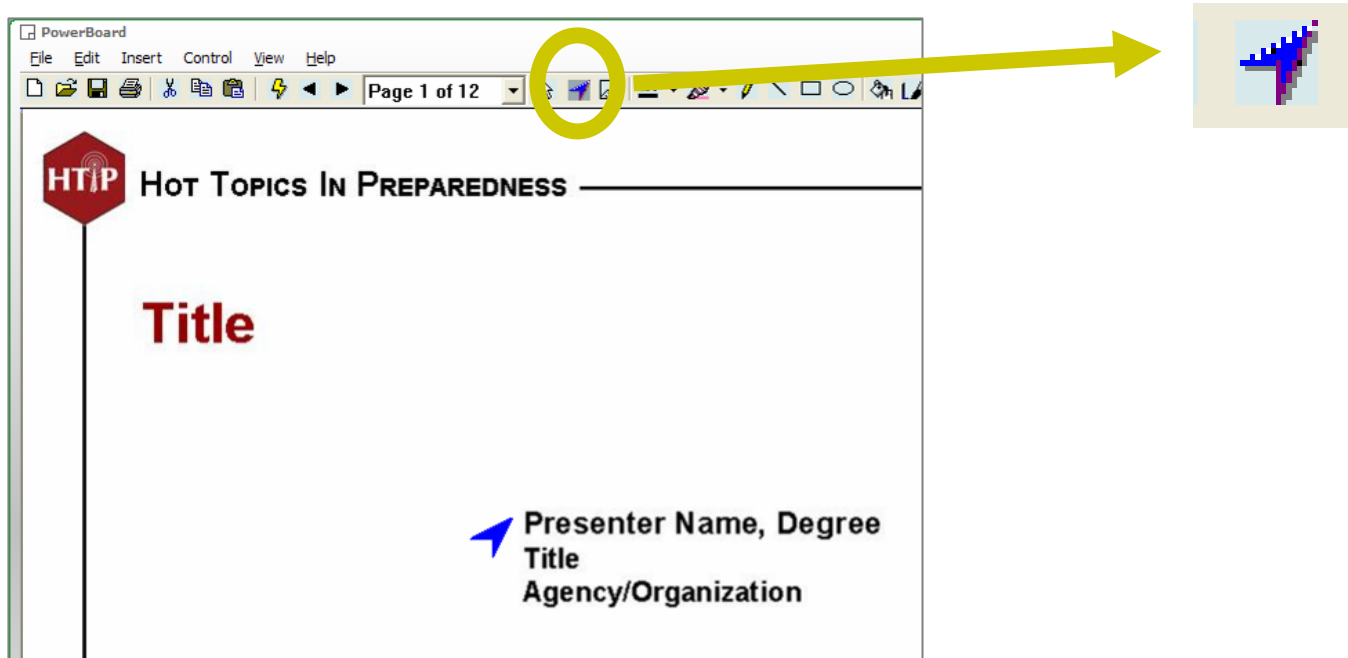 PowerBoard
File Edit Insert Control View Help
Page 1 of 12
HTIP HOT TOPICS IN PREPAREDNESS
Title
Presenter Name, Degree
Title
Agency/Organization